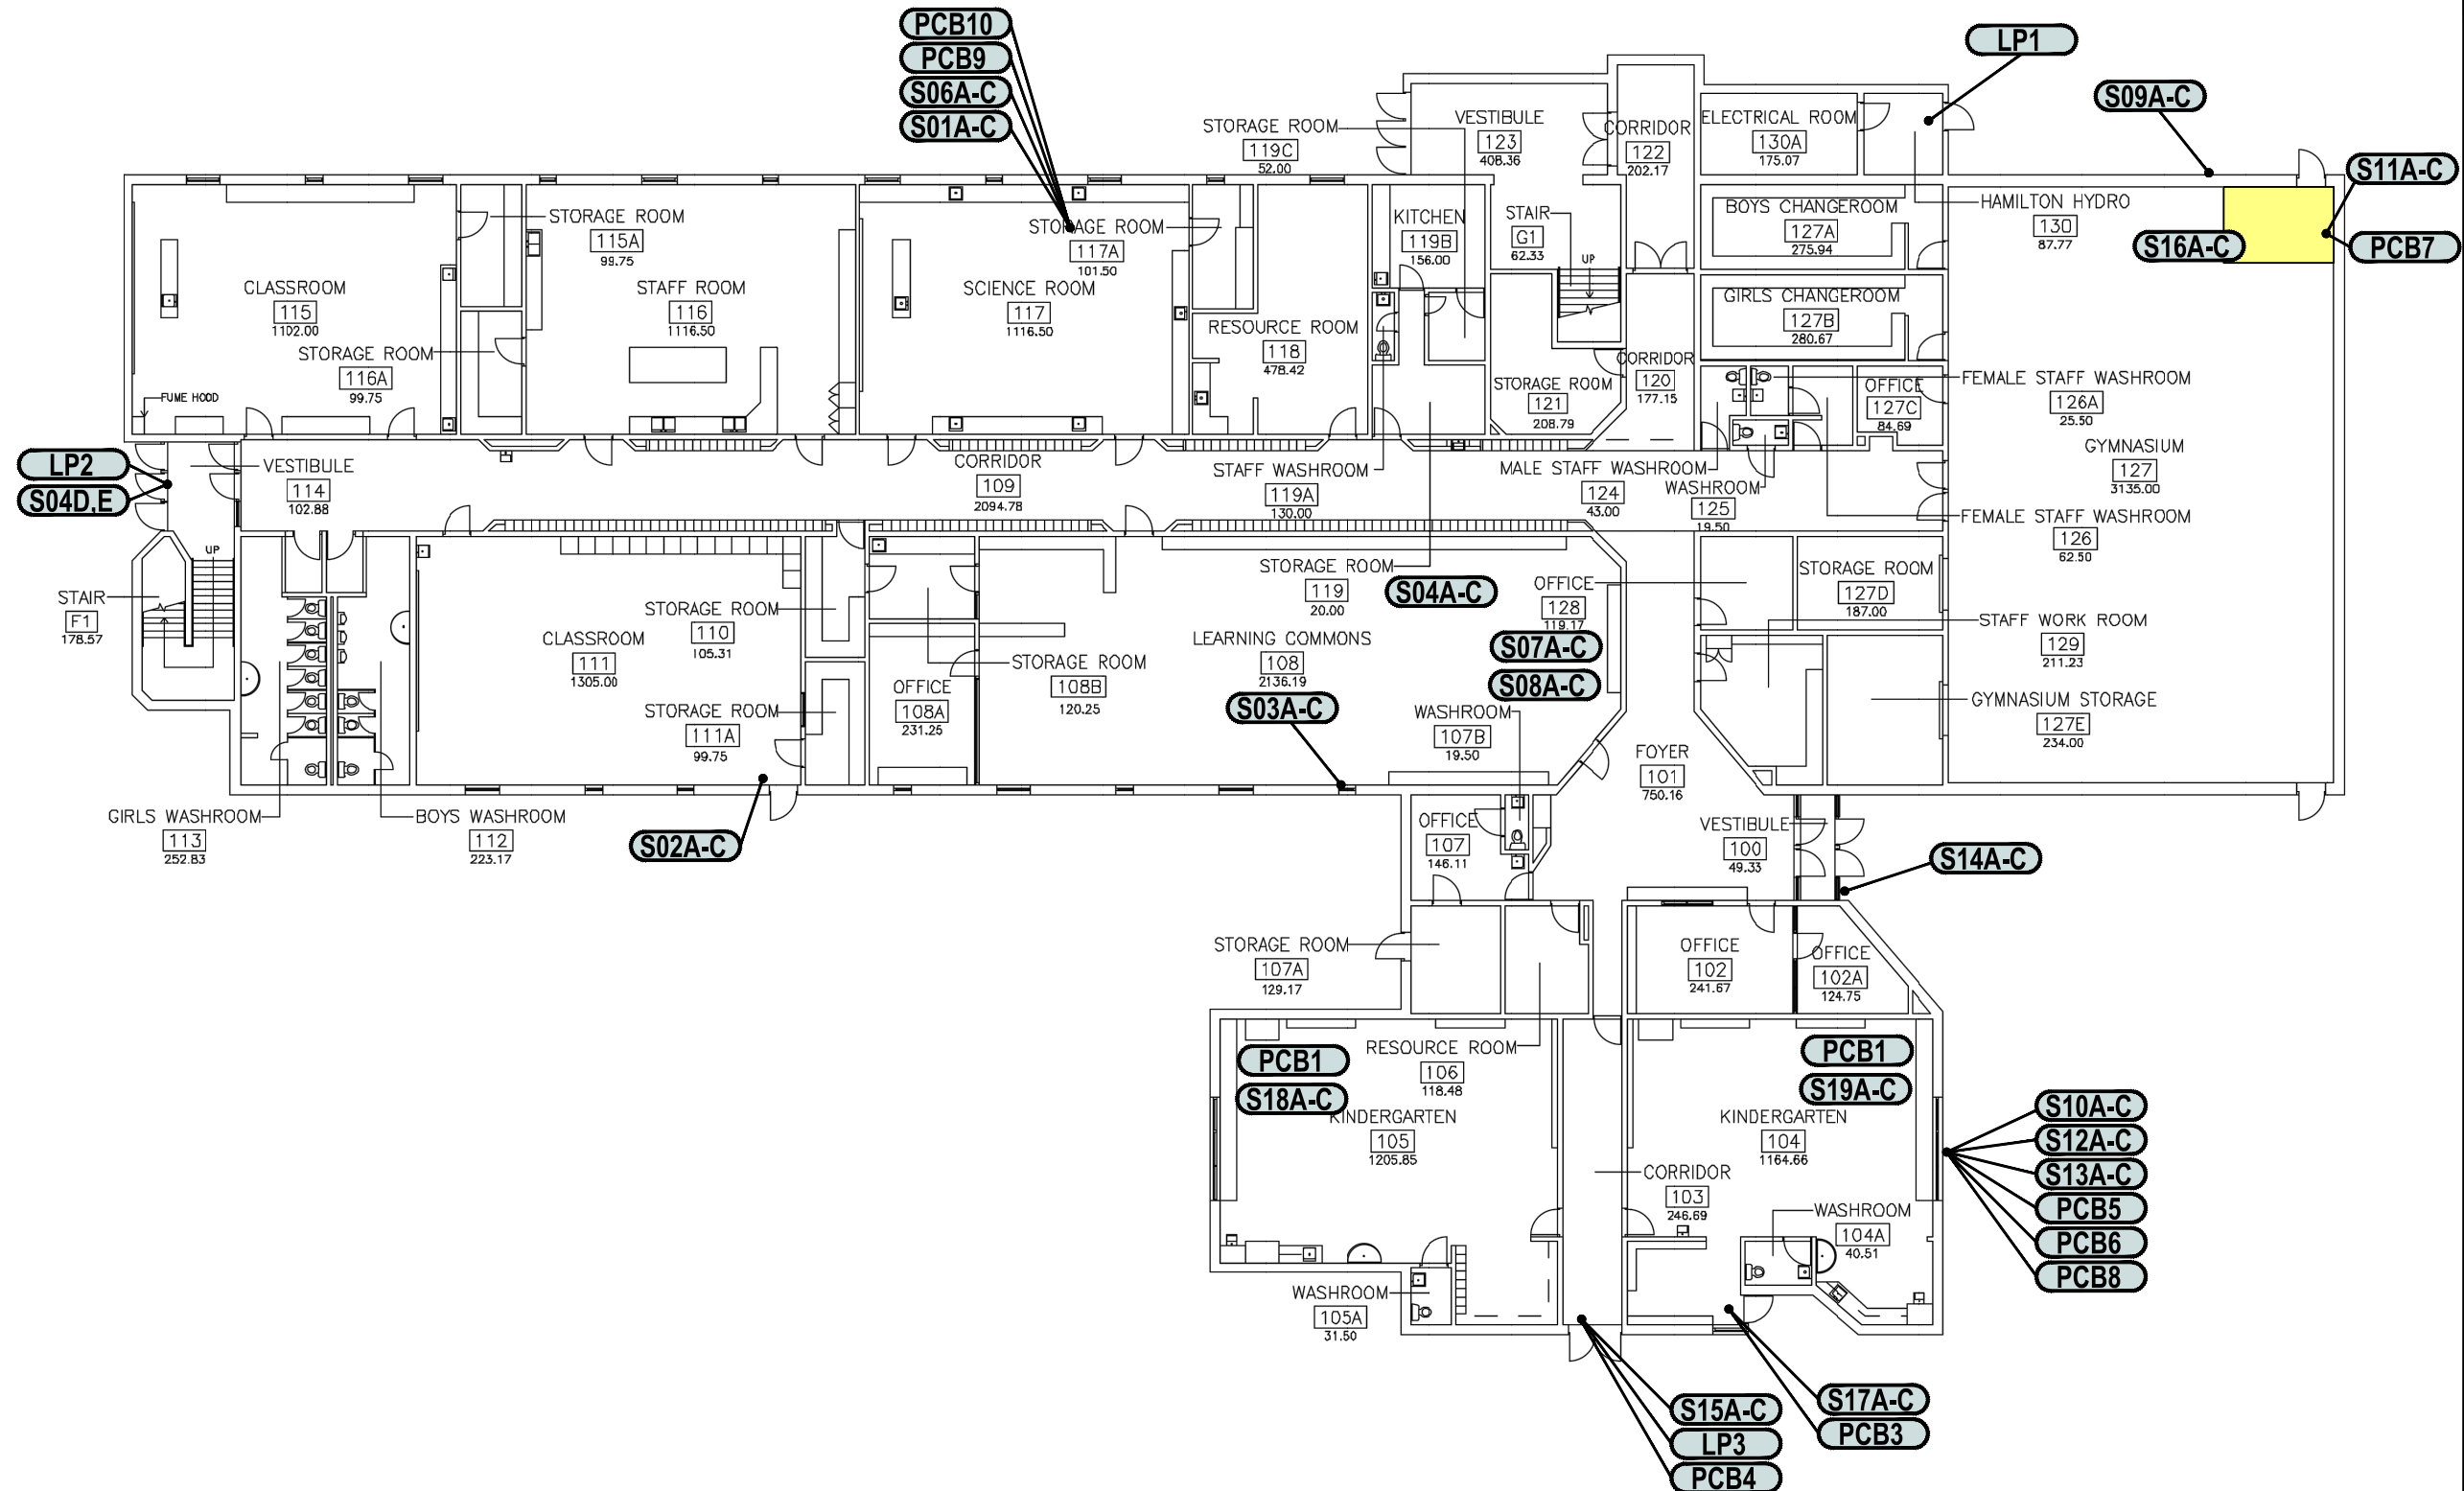 PCB10
PCB9
S06A-C
S01A-C
LP1
S09A-C
S11A-C
S16A-C
PCB7
STORAGE ROOM
119C
52.00
VESTIBULE
123
408.36
CORRIDOR
122
202.17
ELECTRICAL ROOM
130A
175.07
HAMILTON HYDRO
130
87.77
STORAGE ROOM
115A
99.75
STORAGE ROOM
117A
101.50
KITCHEN
119B
156.00
STAIR
G1
62.33
UP
BOYS CHANGEROOM
127A
275.94
CLASSROOM
115
1102.00
STAFF ROOM
116
1116.50
SCIENCE ROOM
117
1116.50
GIRLS CHANGEROOM
127B
280.67
RESOURCE ROOM
118
478.42
STORAGE ROOM
116A
99.75
FUME HOOD
STORAGE ROOM
121
208.79
CORRIDOR
120
177.15
OFFICE
127C
84.69
FEMALE STAFF WASHROOM
126A
25.50
GYMNASIUM
127
3135.00
LP2
S04D,E
VESTIBULE
114
102.88
CORRIDOR
109
2094.78
STAFF WASHROOM
119A
130.00
MALE STAFF WASHROOM
124
43.00
WASHROOM
125
19.50
FEMALE STAFF WASHROOM
126
62.50
UP
STAIR
F1
178.57
STORAGE ROOM
119
20.00
S04A-C
OFFICE
128
119.17
STORAGE ROOM
127D
187.00
STORAGE ROOM
110
105.31
CLASSROOM
111
1305.00
STORAGE ROOM
108B
120.25
LEARNING COMMONS
108
2136.19
S07A-C
S08A-C
STAFF WORK ROOM
129
211.23
OFFICE
108A
231.25
S03A-C
STORAGE ROOM
111A
99.75
WASHROOM
107B
19.50
GYMNASIUM STORAGE
127E
234.00
FOYER
101
750.16
GIRLS WASHROOM
113
252.83
BOYS WASHROOM
112
223.17
S02A-C
OFFICE
107
146.11
VESTIBULE
100
49.33
S14A-C
STORAGE ROOM
107A
129.17
OFFICE
102
241.67
OFFICE
102A
124.75
PCB1
S18A-C
RESOURCE ROOM
106
118.48
PCB1
S19A-C
KINDERGARTEN
105
1205.85
KINDERGARTEN
104
1164.66
S10A-C
S12A-C
S13A-C
PCB5
PCB6
PCB8
CORRIDOR
103
246.69
WASHROOM
104A
40.51
WASHROOM
105A
31.50
S15A-C
LP3
PCB4
S17A-C
PCB3